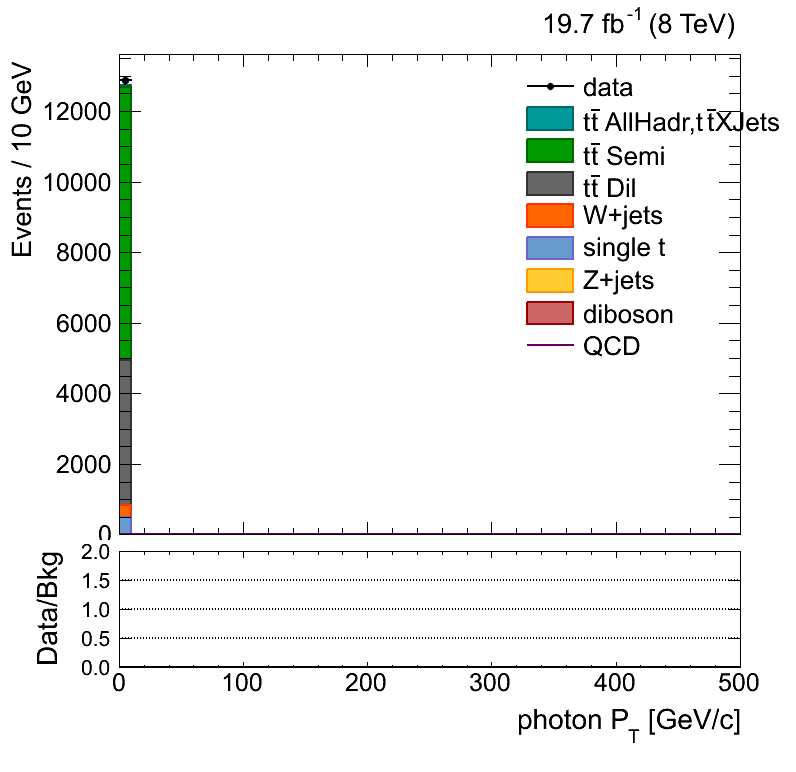 19.7 fb⁻¹ (8 TeV)
Events / 10 GeV
12000
10000
8000
6000
4000
2000
0
data
tt̄ AllHadr,tt̄XJets
tt̄ Semi
tt̄ Dil
W+jets
single t
Z+jets
diboson
QCD
Data/Bkg
2.0
1.5
1.0
0.5
0.0
0 100 200 300 400 500
photon P_T [GeV/c]